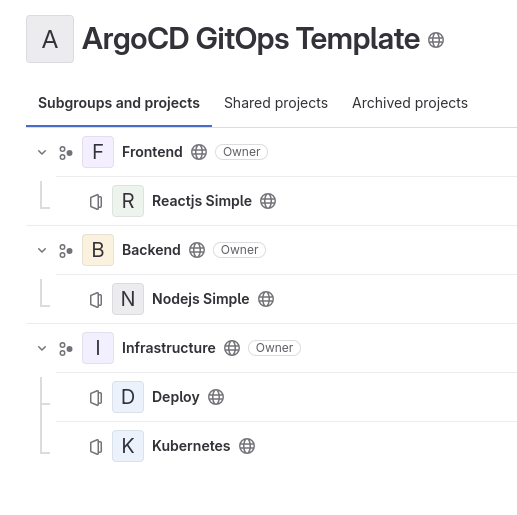 A ArgoCD GitOps Template
Subgroups and projects Shared projects Archived projects
F Frontend Owner
R Reactjs Simple
B Backend Owner
N Nodejs Simple
I Infrastructure Owner
D Deploy
K Kubernetes